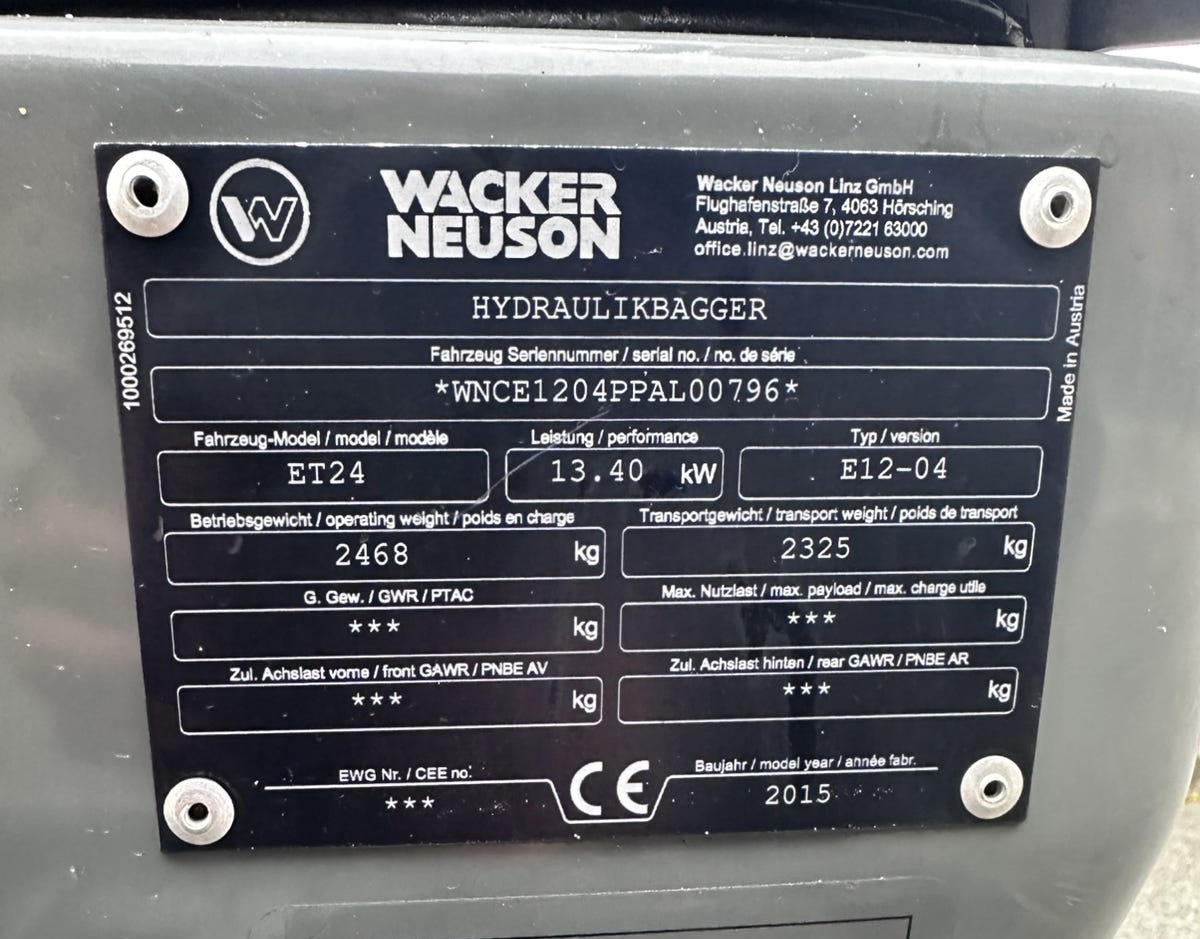 W
WACKER
NEUSON
Wacker Neuson Linz GmbH
Flughafenstraße 7, 4063 Hörsching
Austria, Tel. +43 (0)7221 63000
office.linz@wackerneuson.com
1000269512
Made in Austria
HYDRAULIKBAGGER
Fahrzeug Seriennummer / serial no. / no. de série
*WNCE1204PPAL00796*
Fahrzeug-Model / model / modèle
ET24
Leistung / performance
13.40 kW
Typ / version
E12-04
Betriebsgewicht / operating weight / poids en charge
2468 kg
Transportgewicht / transport weight / poids de transport
2325 kg
G. Gew. / GWR / PTAC
*** kg
Max. Nutzlast / max. payload / max. charge utile
*** kg
Zul. Achslast vorne / front GAWR / PNBE AV
*** kg
Zul. Achslast hinten / rear GAWR / PNBE AR
*** kg
EWG Nr. / CEE no.
***
CE
Baujahr / model year / année fabr.
2015